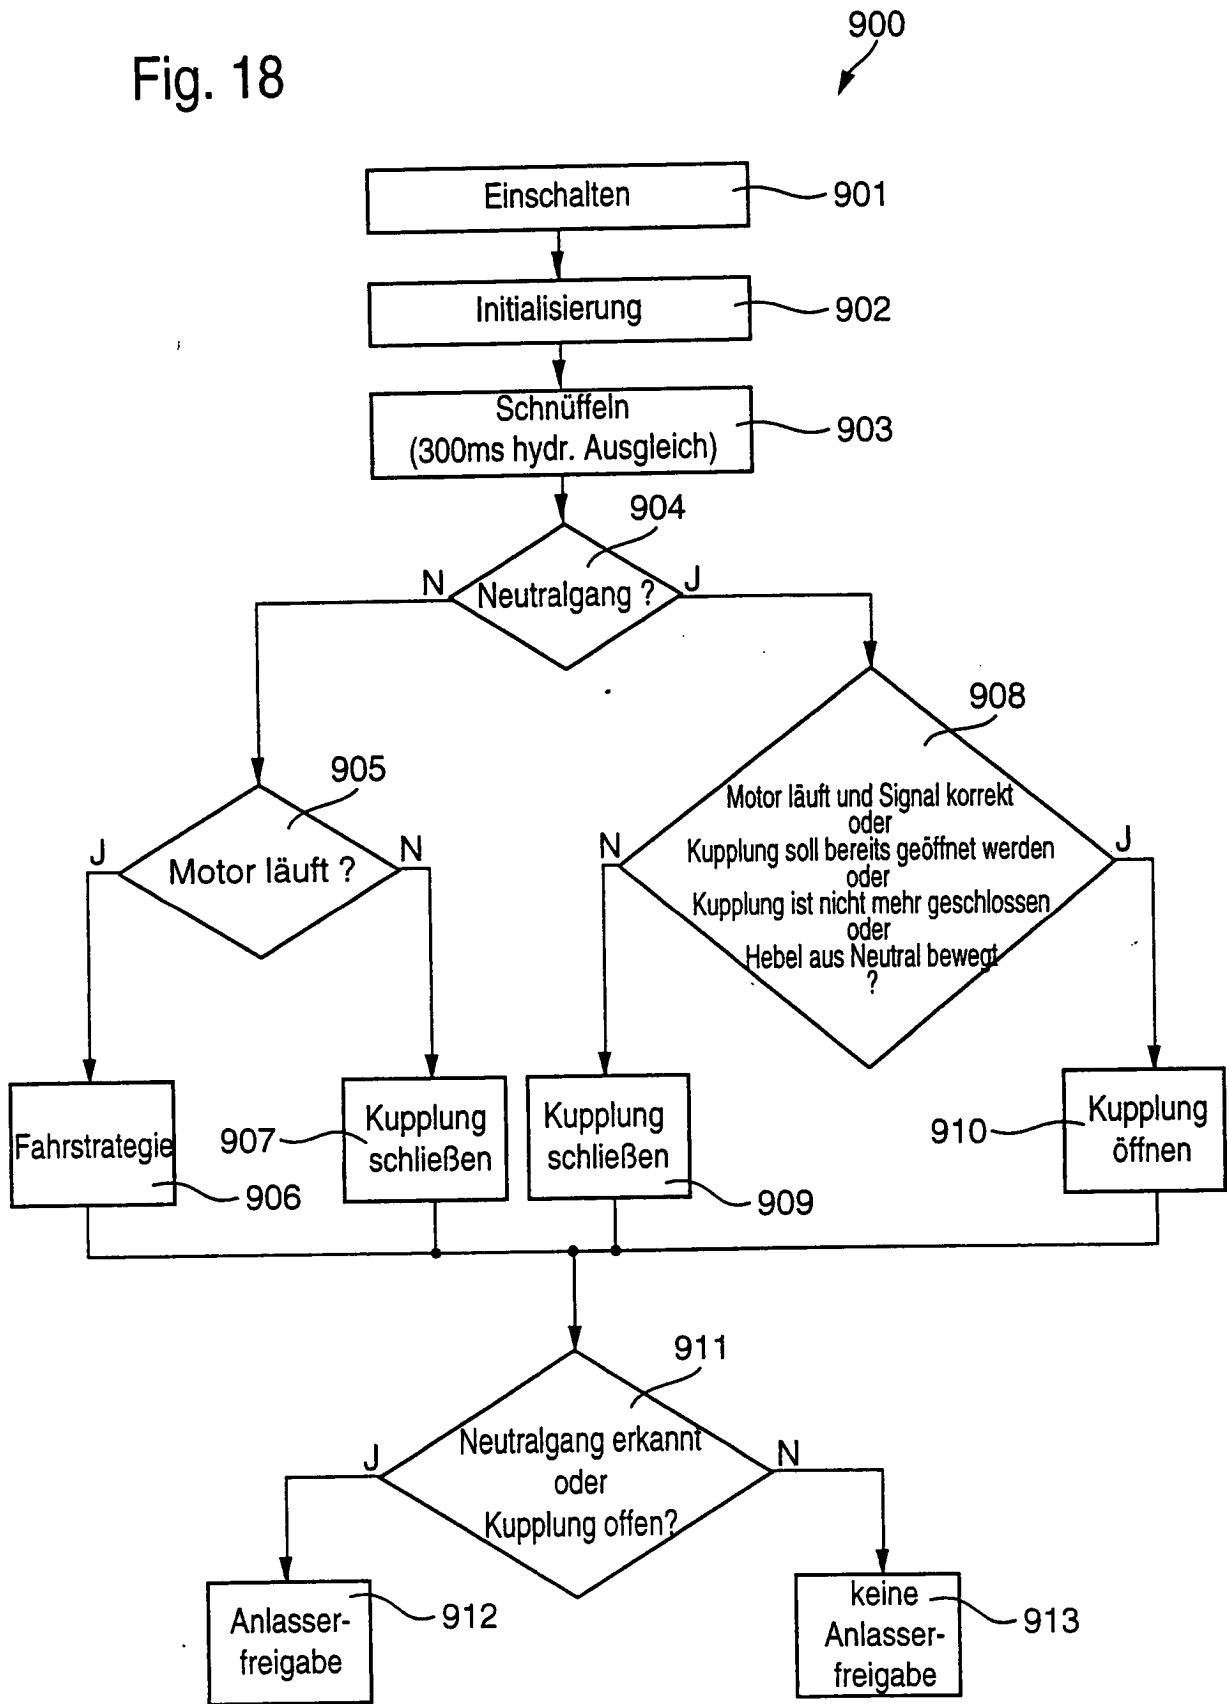 900
Fig. 18
Einschalten
901
Initialisierung
902
Schnüffeln
(300ms hydr. Ausgleich)
903
904
N
Neutralgang ?
J
908
905
J
Motor läuft ?
N
N
Motor läuft und Signal korrekt
oder
Kupplung soll bereits geöffnet werden
oder
Kupplung ist nicht mehr geschlossen
oder
Hebel aus Neutral bewegt
?
J
Fahrstrategie
906
907
Kupplung
schließen
Kupplung
schließen
909
910
Kupplung
öffnen
911
J
Neutralgang erkannt
oder
Kupplung offen?
N
Anlasser-
freigabe
912
keine
Anlasser-
freigabe
913